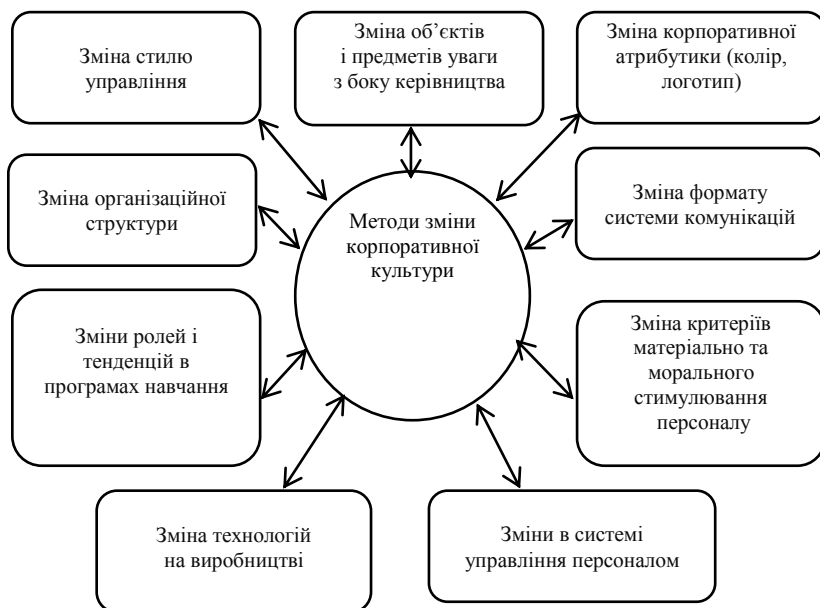 Зміна стилю
управління
Зміна об’єктів
і предметів уваги
з боку керівництва
Зміна корпоративної
атрибутики (колір,
логотип)
Зміна організаційної
структури
Методи зміни
корпоративної
культури
Зміна формату
системи комунікацій
Зміни ролей і
тенденцій в
програмах навчання
Зміна критеріїв
матеріально та
морального
стимулювання
персоналу
Зміна технологій
на виробництві
Зміни в системі
управління персоналом